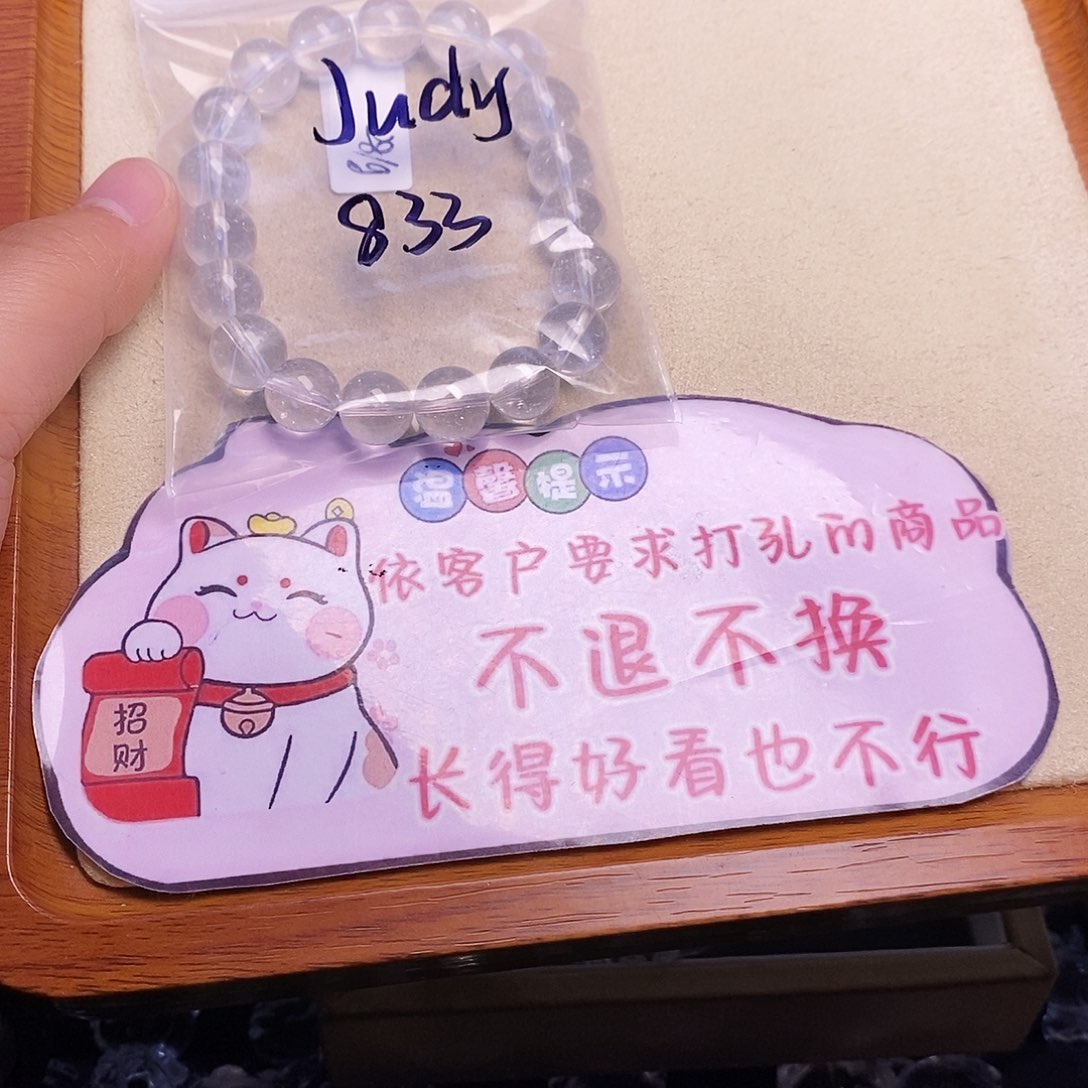 Judy
833
溫馨提示
依客户要求打孔的商品
不退不换
长得好看也不行
招
财